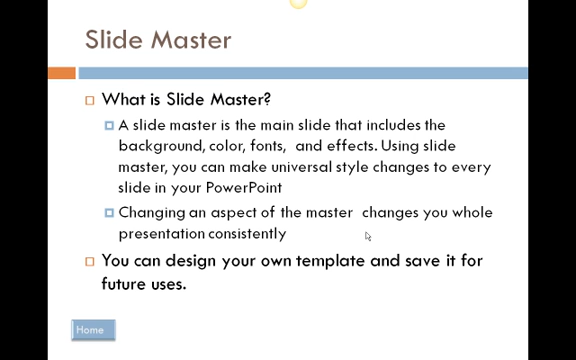 Slide Master
What is Slide Master?
A slide master is the main slide that includes the
background, color, fonts, and effects. Using slide
master, you can make universal style changes to every
slide in your PowerPoint
Changing an aspect of the master changes you whole
presentation consistently
You can design your own template and save it for
future uses.
Home